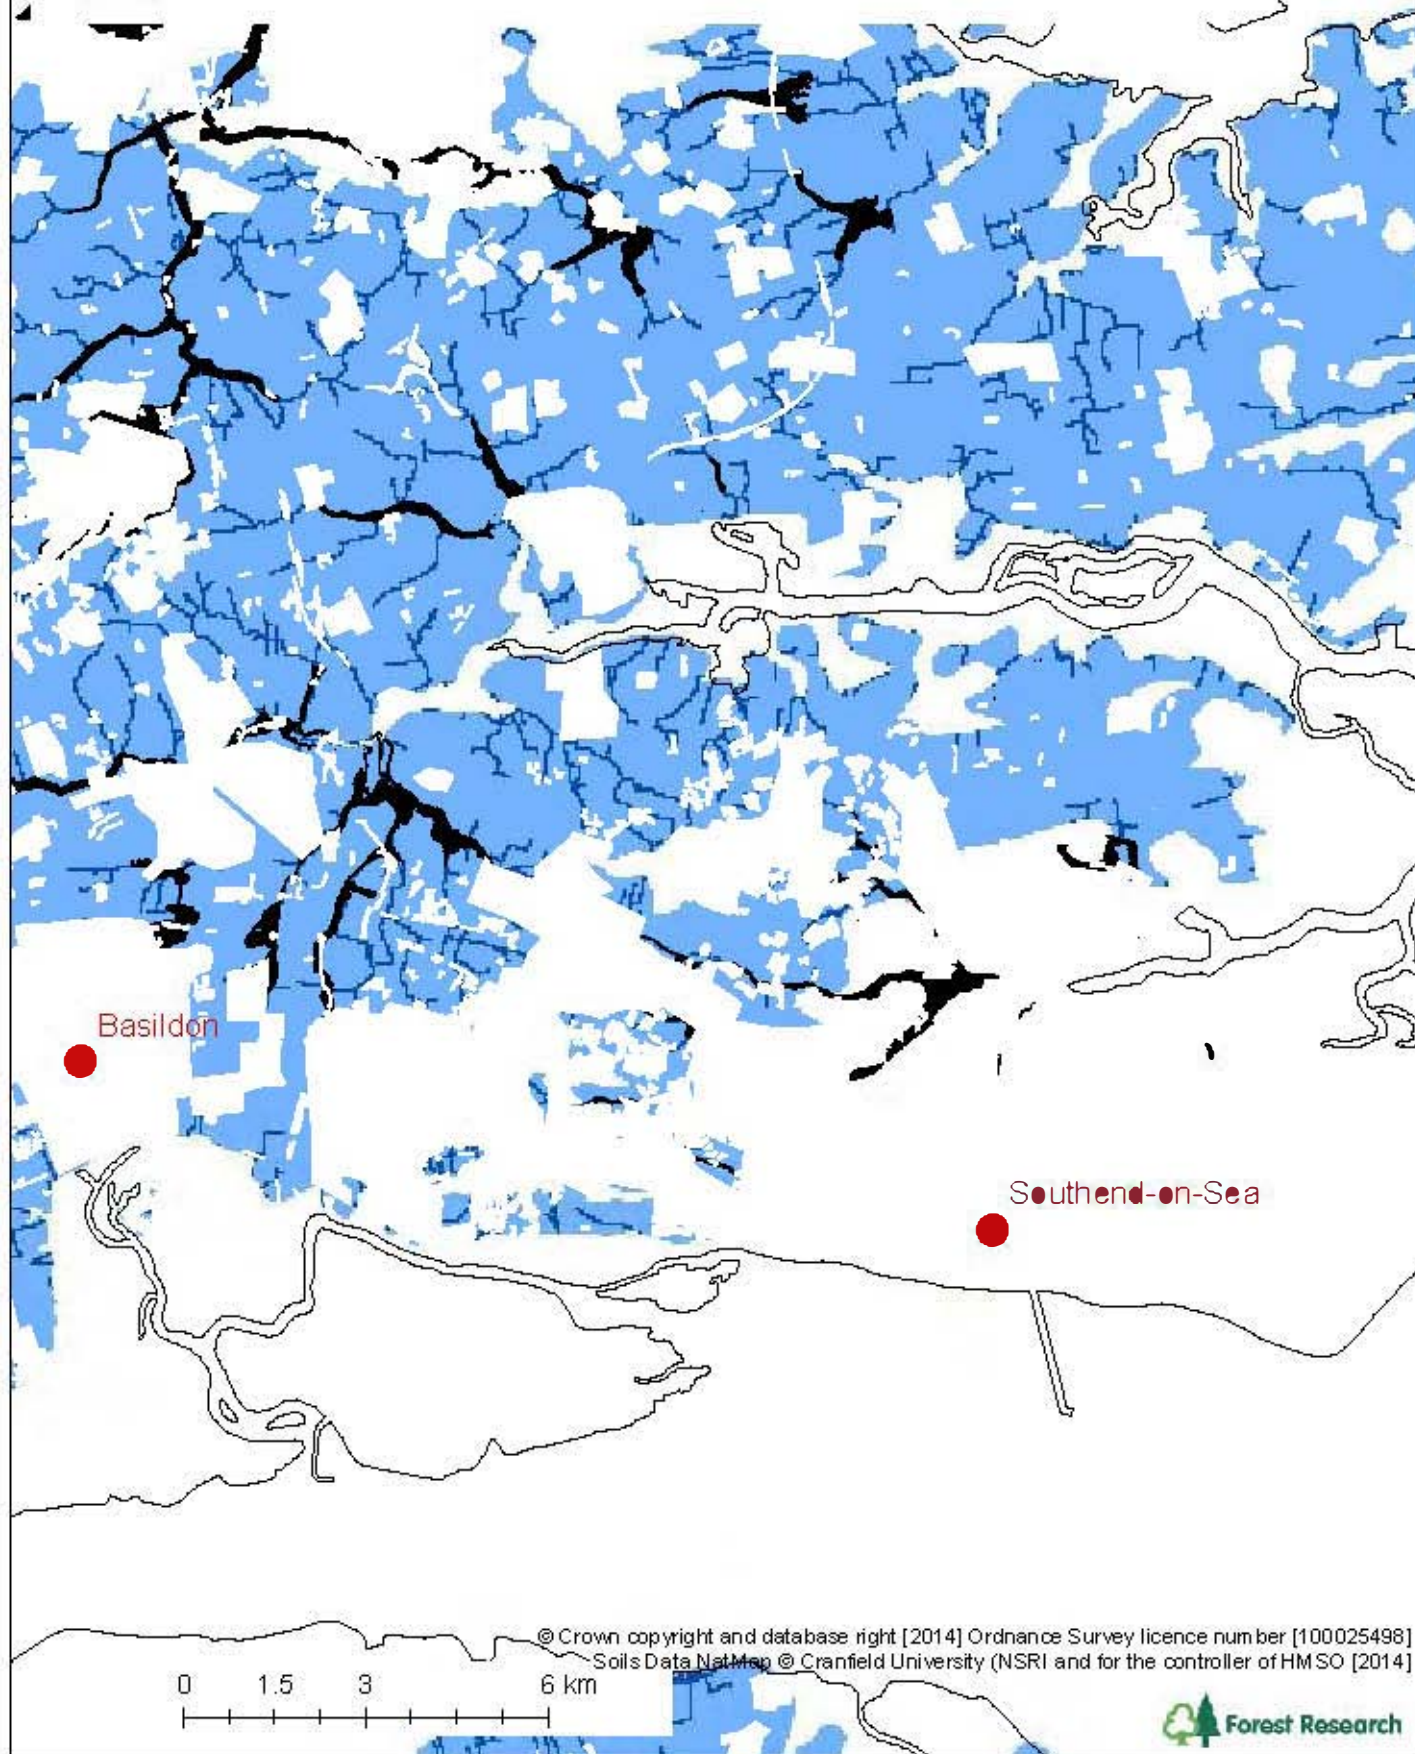 Basildon
Southend-on-Sea
© Crown copyright and database right [2014] Ordnance Survey licence number [100025498]
Soils Data NatMap © Cranfield University (NSRI and for the controller of HMSO [2014]
0 1.5 3 6 km
Forest Research